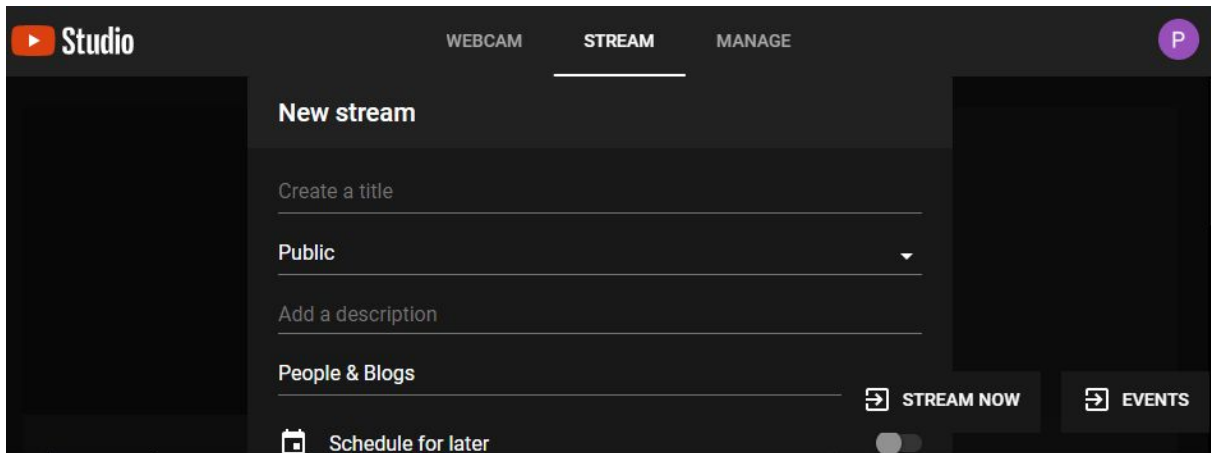 Studio
WEBCAM STREAM MANAGE
P
New stream
Create a title
Public
Add a description
People & Blogs
STREAM NOW
EVENTS
Schedule for later